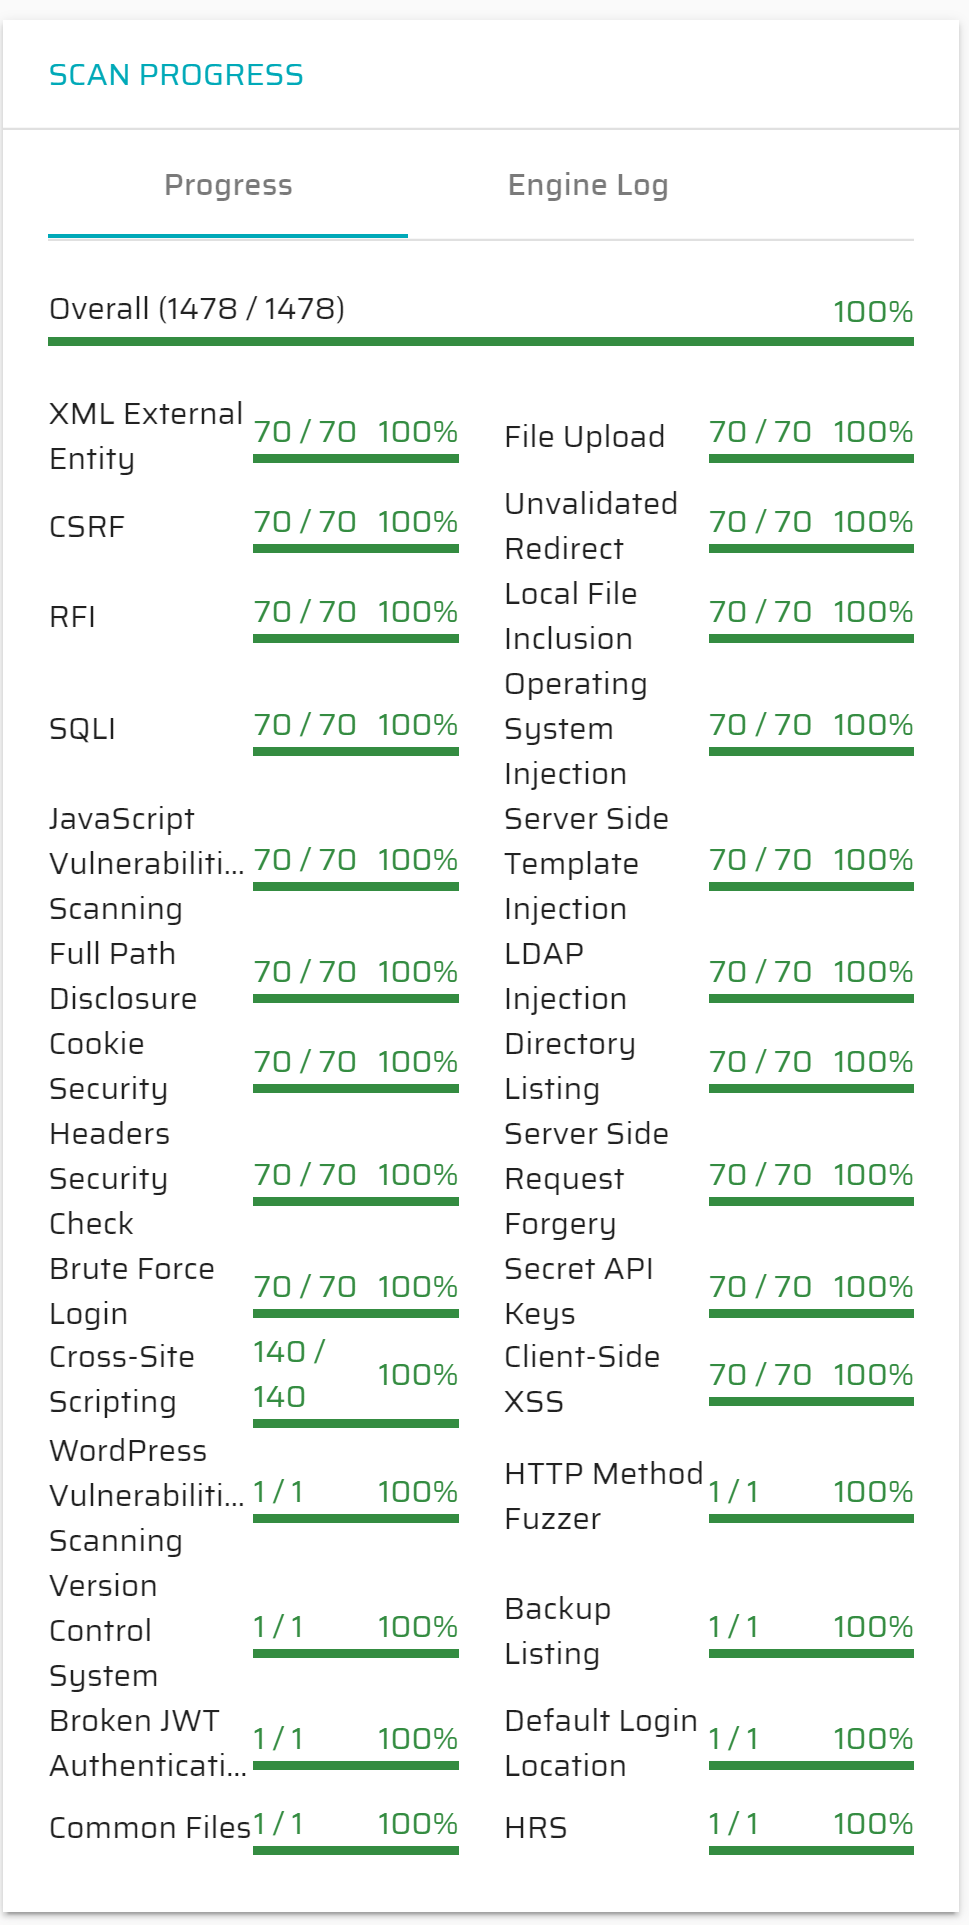 SCAN PROGRESS
Progress
Engine Log
Overall (1478 / 1478)
100%
XML External
Entity
70 / 70 100%
File Upload
70 / 70 100%
CSRF
70 / 70 100%
Unvalidated
Redirect
70 / 70 100%
RFI
70 / 70 100%
Local File
Inclusion
70 / 70 100%
SQLI
70 / 70 100%
Operating
System
Injection
70 / 70 100%
JavaScript
Vulnerabiliti...
Scanning
70 / 70 100%
Server Side
Template
Injection
70 / 70 100%
Full Path
Disclosure
70 / 70 100%
LDAP
Injection
70 / 70 100%
Cookie
Security
70 / 70 100%
Directory
Listing
70 / 70 100%
Headers
Security
Check
70 / 70 100%
Server Side
Request
Forgery
70 / 70 100%
Brute Force
Login
70 / 70 100%
Secret API
Keys
70 / 70 100%
Cross-Site
Scripting
140 /
140
100%
Client-Side
XSS
70 / 70 100%
WordPress
Vulnerabiliti...
Scanning
1 / 1 100%
HTTP Method
Fuzzer
1 / 1 100%
Version
Control
System
1 / 1 100%
Backup
Listing
1 / 1 100%
Broken JWT
Authenticati...
1 / 1 100%
Default Login
Location
1 / 1 100%
Common Files
1 / 1 100%
HRS
1 / 1 100%